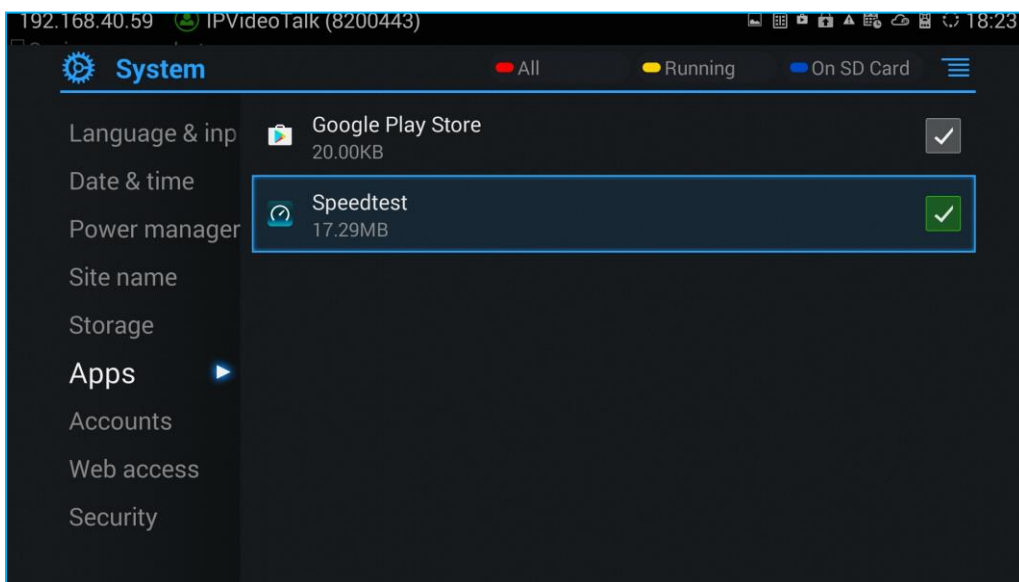 192.168.40.59 IPVideoTalk (8200443) 18:23
System All Running On SD Card
Language & inp
Google Play Store
20.00KB
Date & time
Speedtest
17.29MB
Power manager
Site name
Storage
Apps
Accounts
Web access
Security